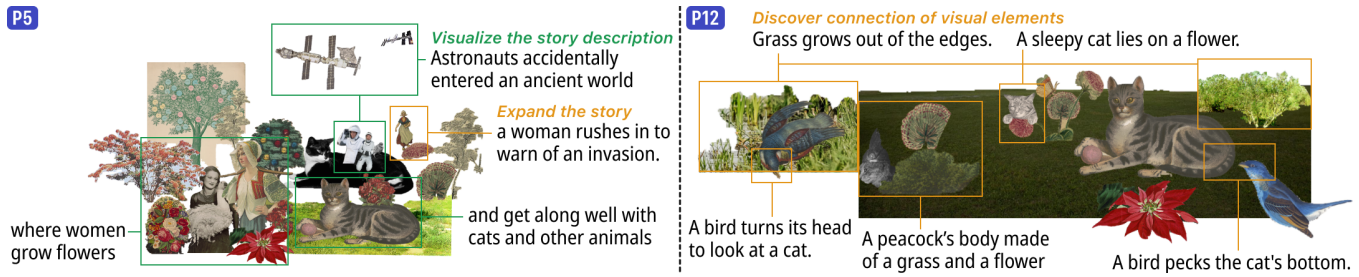 P5
Visualize the story description
Astronauts accidentally
entered an ancient world
Expand the story
a woman rushes in to
warn of an invasion.
where women
grow flowers
and get along well with
cats and other animals
P12
Discover connection of visual elements
Grass grows out of the edges.
A sleepy cat lies on a flower.
A bird turns its head
to look at a cat.
A peacock’s body made
of a grass and a flower
A bird pecks the cat's bottom.